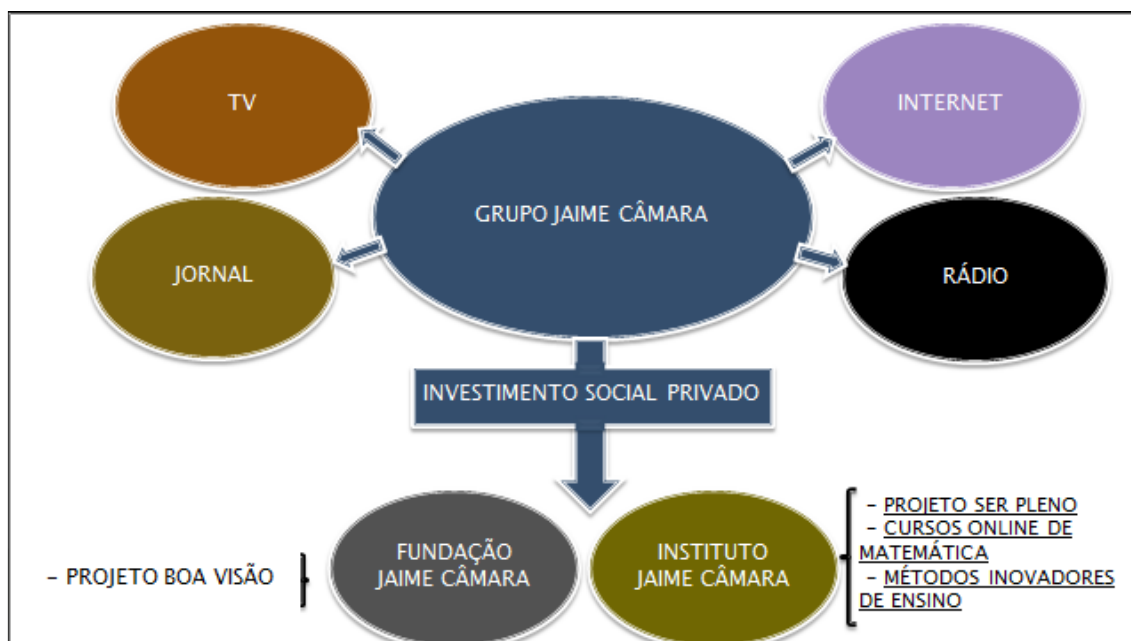 TV
INTERNET
GRUPO JAIME CÂMARA
JORNAL
RÁDIO
INVESTIMENTO SOCIAL PRIVADO
- PROJETO BOA VISÃO
FUNDAÇÃO
JAIME CÂMARA
INSTITUTO
JAIME CÂMARA
- PROJETO SER PLENO
- CURSOS ONLINE DE
MATEMÁTICA
- MÉTODOS INOVADORES
DE ENSINO